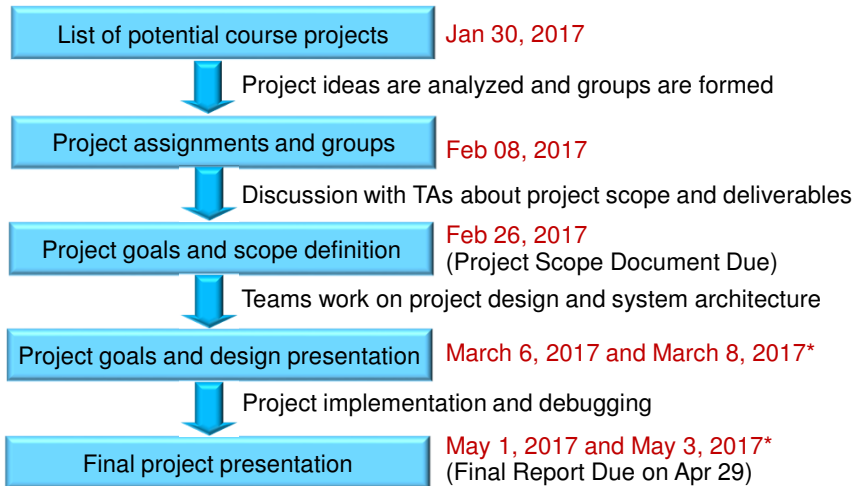 List of potential course projects
Jan 30, 2017
Project ideas are analyzed and groups are formed
Project assignments and groups
Feb 08, 2017
Discussion with TAs about project scope and deliverables
Project goals and scope definition
Feb 26, 2017
(Project Scope Document Due)
Teams work on project design and system architecture
Project goals and design presentation
March 6, 2017 and March 8, 2017*
Project implementation and debugging
Final project presentation
May 1, 2017 and May 3, 2017*
(Final Report Due on Apr 29)